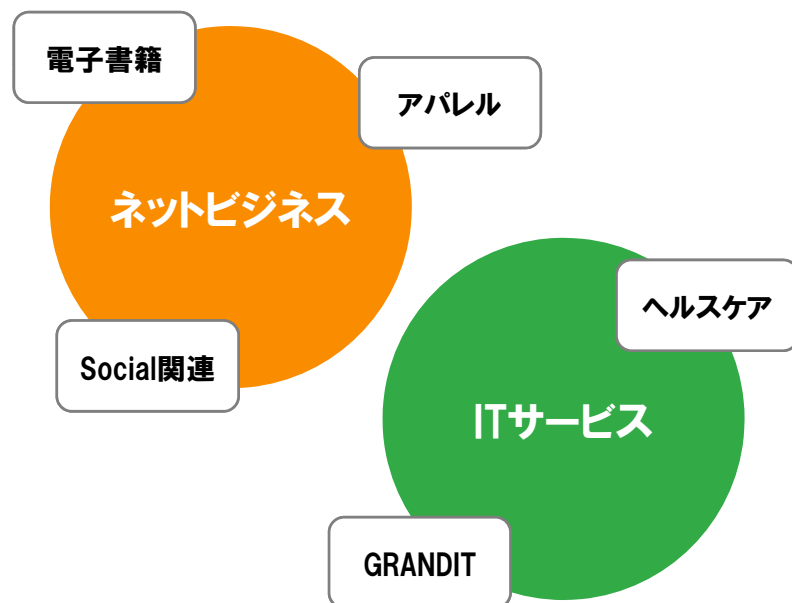 電子書籍
アパレル
ネットビジネス
Social関連
ヘルスケア
ITサービス
GRANDIT